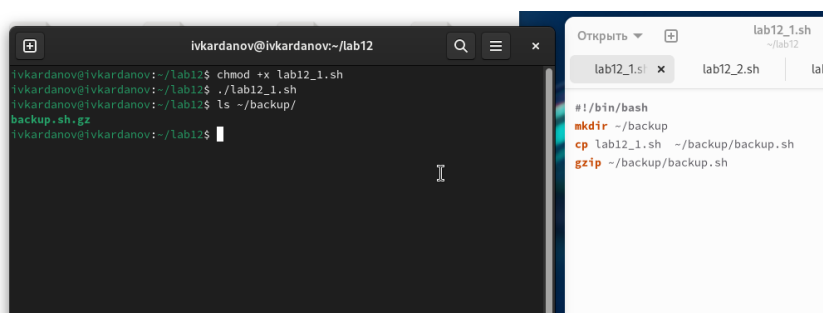 ivkardanov@ivkardanov:~/lab12
ivkardanov@ivkardanov:~/lab12$ chmod +x lab12_1.sh
ivkardanov@ivkardanov:~/lab12$ ./lab12_1.sh
ivkardanov@ivkardanov:~/lab12$ ls ~/backup/
backup.sh.gz
ivkardanov@ivkardanov:~/lab12$
Открыть
lab12_1.sh
~/lab12
lab12_1.s
lab12_2.sh
la
#!/bin/bash
mkdir ~/backup
cp lab12_1.sh  ~/backup/backup.sh
gzip ~/backup/backup.sh